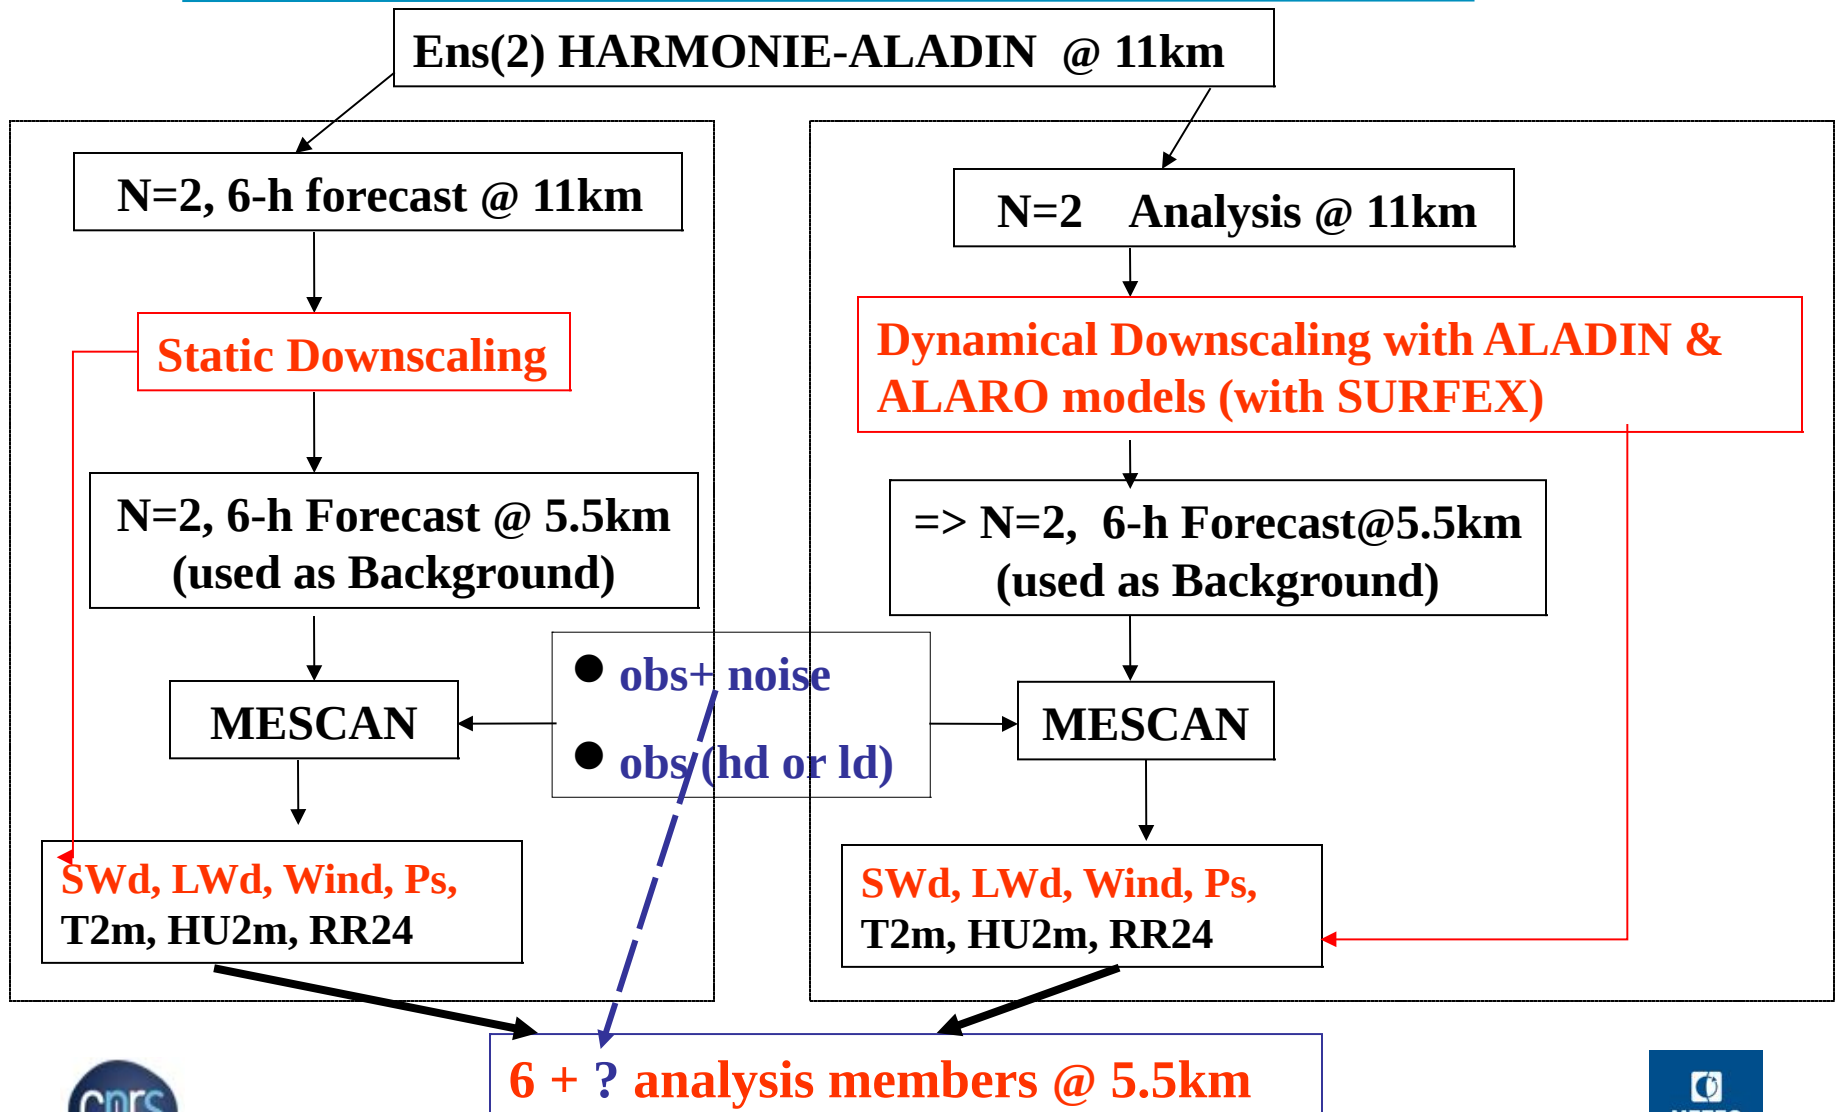 Ens(2) HARMONIE-ALADIN @ 11km
N=2, 6-h forecast @ 11km
Static Downscaling
N=2, 6-h Forecast @ 5.5km
(used as Background)
MESCAN
SWd, LWd, Wind, Ps,
T2m, HU2m, RR24
obs+ noise
obs (hd or ld)
N=2 Analysis @ 11km
Dynamical Downscaling with ALADIN &
ALARO models (with SURFEX)
=> N=2, 6-h Forecast@5.5km
(used as Background)
MESCAN
SWd, LWd, Wind, Ps,
T2m, HU2m, RR24
6 + ? analysis members @ 5.5km
cnrs